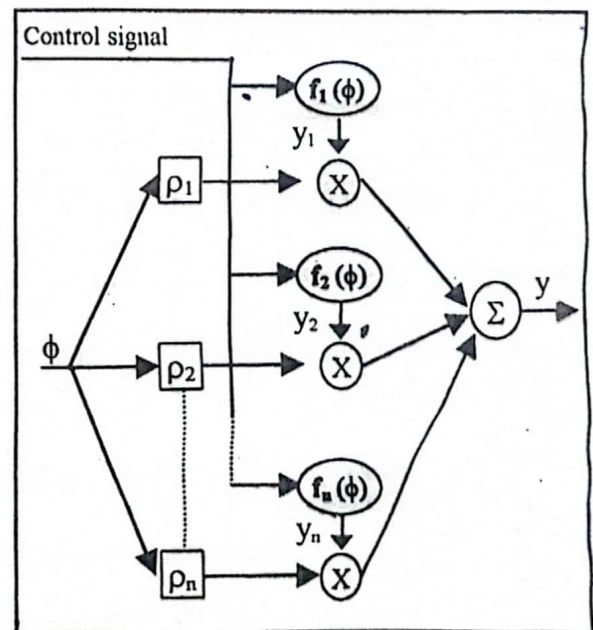 Control signal
f₁(ϕ)
y₁
ρ₁
X
f₂(ϕ)
y₂
Σ
y
ϕ
ρ₂
X
fₙ(ϕ)
yₙ
ρₙ
X